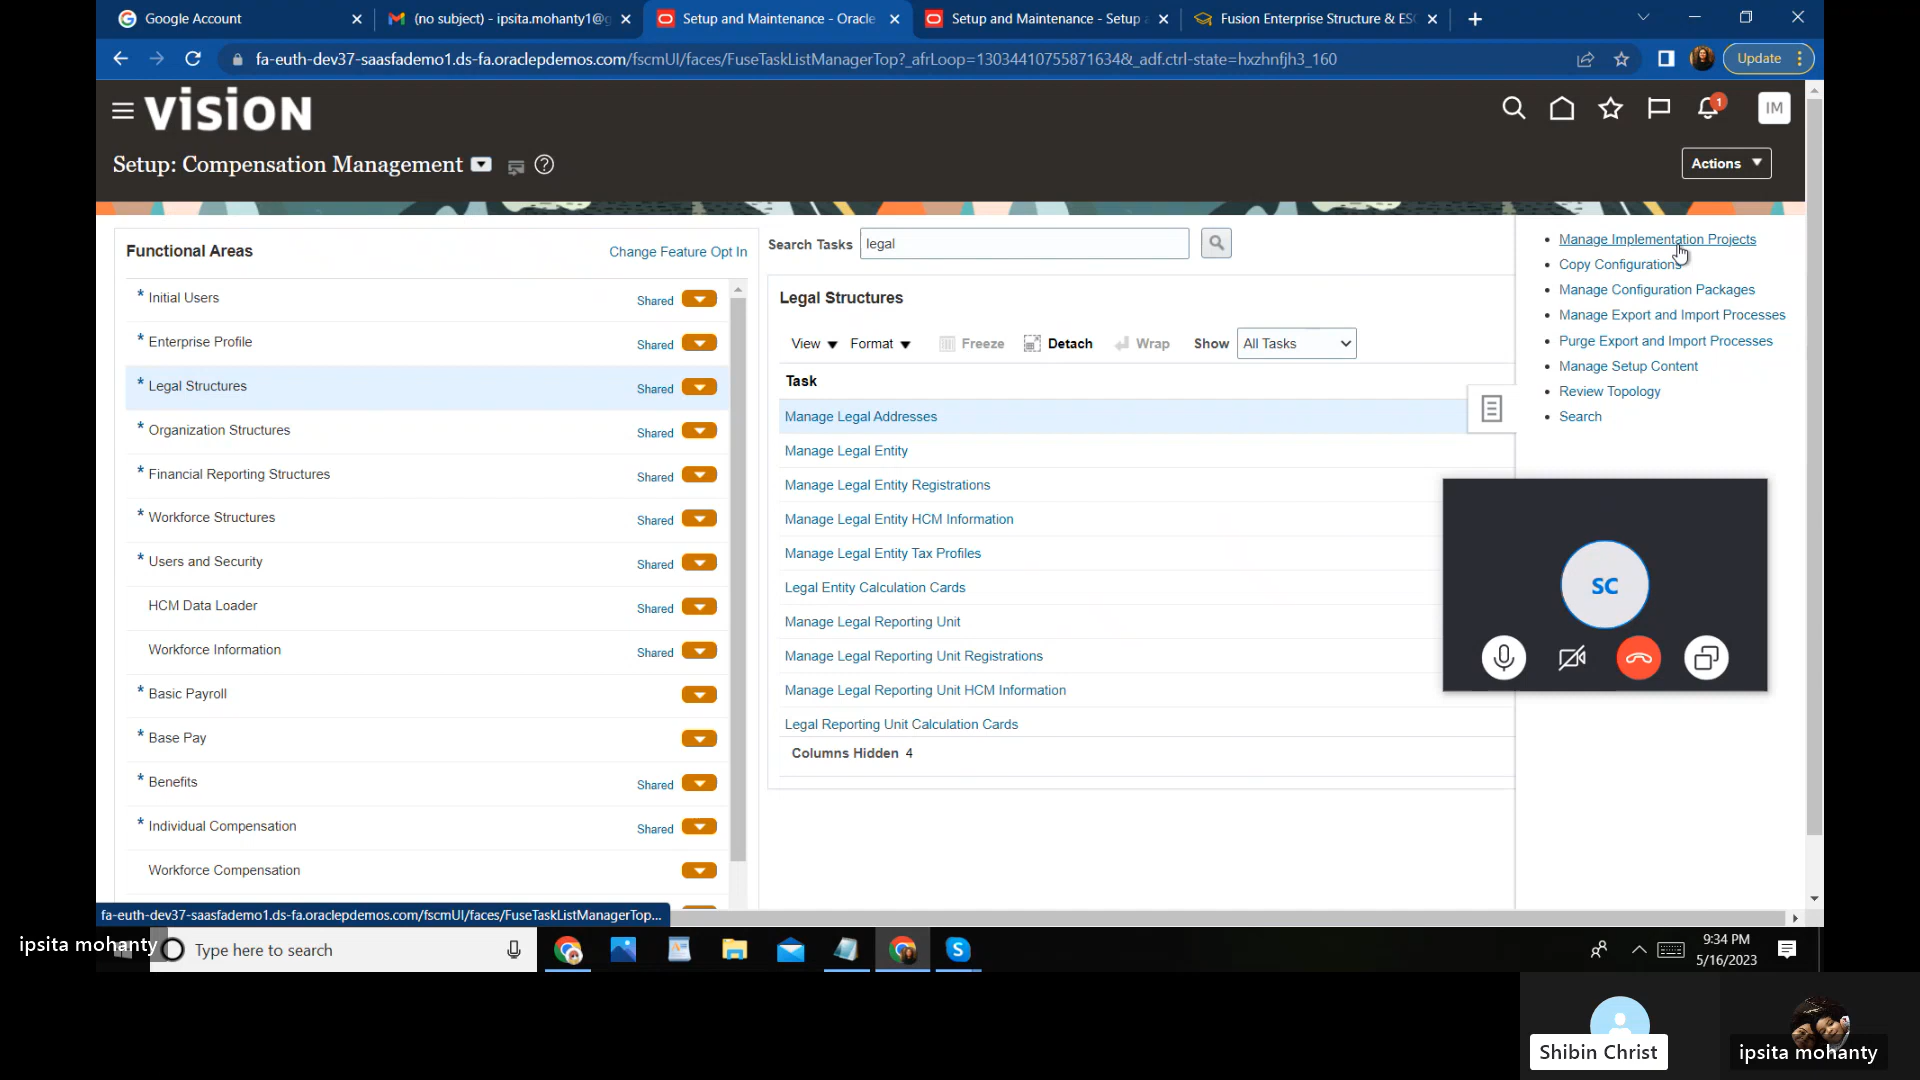 Google Account
(no subject) - ipsita.mohanty1@g
Setup and Maintenance - Oracle
Setup and Maintenance - Setup a
Fusion Enterprise Structure & ESC
fa-euth-dev37-saasfademo1.ds-fa.oraclepdemos.com/fscmUI/faces/FuseTaskListManagerTop?_afrLoop=13034410755871634&_adf.ctrl-state=hxzhnfjh3_160
Update
VISION
1
IM
Setup: Compensation Management
Actions
Functional Areas
Change Feature Opt In
* Initial Users Shared
* Enterprise Profile Shared
* Legal Structures Shared
* Organization Structures Shared
* Financial Reporting Structures Shared
* Workforce Structures Shared
* Users and Security Shared
HCM Data Loader Shared
Workforce Information Shared
* Basic Payroll
* Base Pay
* Benefits Shared
* Individual Compensation Shared
Workforce Compensation
Search Tasks legal
Legal Structures
View Format Freeze Detach Wrap Show All Tasks
Task
Manage Legal Addresses
Manage Legal Entity
Manage Legal Entity Registrations
Manage Legal Entity HCM Information
Manage Legal Entity Tax Profiles
Legal Entity Calculation Cards
Manage Legal Reporting Unit
Manage Legal Reporting Unit Registrations
Manage Legal Reporting Unit HCM Information
Legal Reporting Unit Calculation Cards
Columns Hidden 4
Manage Implementation Projects
Copy Configurations
Manage Configuration Packages
Manage Export and Import Processes
Purge Export and Import Processes
Manage Setup Content
Review Topology
Search
SC
fa-euth-dev37-saasfademo1.ds-fa.oraclepdemos.com/fscmUI/faces/FuseTaskListManagerTop...
ipsita mohanty
Type here to search
9:34 PM
5/16/2023
Shibin Christ
ipsita mohanty